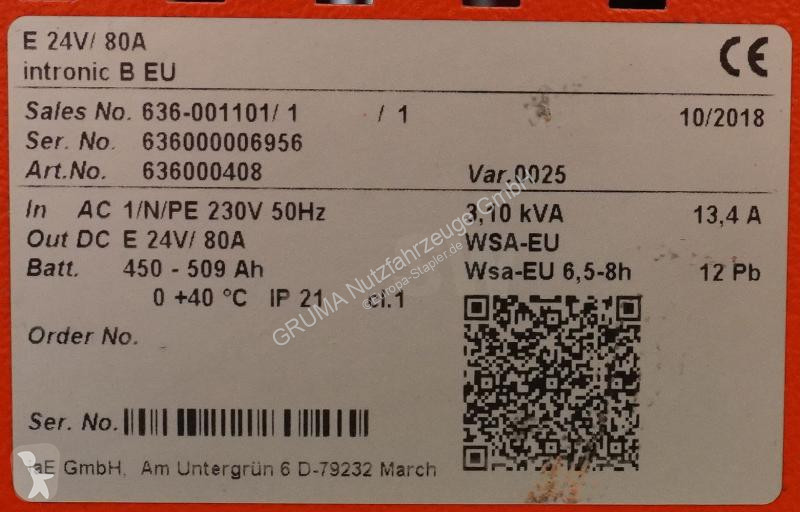 E 24V/ 80A
intronic B EU
CE
Sales No. 636-001101/ 1 / 1 10/2018
Ser. No. 636000006956
Art.No. 636000408 Var.0025
In AC 1/N/PE 230V 50Hz 3,10 kVA 13,4 A
Out DC E 24V/ 80A WSA-EU
Batt. 450 - 509 Ah Wsa-EU 6,5-8h 12 Pb
0 +40 °C IP 21 cl.1
GRUMA Nutzfahrzeuge GmbH
Europa-Stapler.de
Order No.
Ser. No.
aE GmbH, Am Untergrün 6 D-79232 March